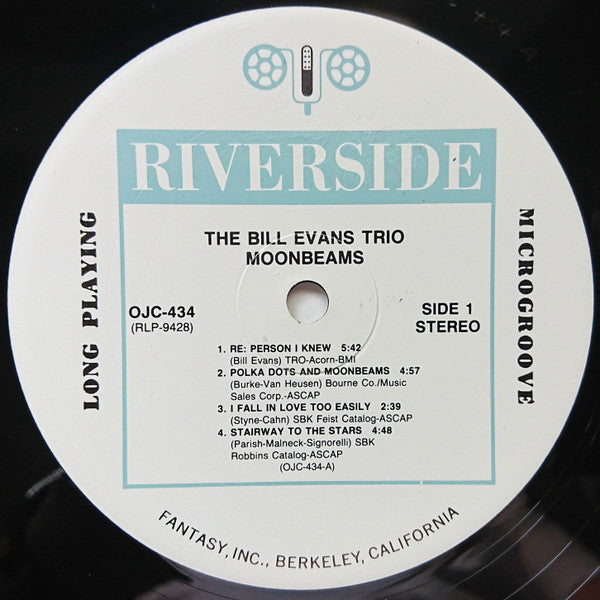 RIVERSIDE
THE BILL EVANS TRIO
MOONBEAMS
LONG PLAYING
MICROGROOVE
OJC-434
(RLP-9428)
SIDE 1
STEREO
1. RE: PERSON I KNEW 5:42
(Bill Evans) TRO-Acorn-BMI
2. POLKA DOTS AND MOONBEAMS 4:57
(Burke-Van Heusen) Bourne Co./Music
Sales Corp.-ASCAP
3. I FALL IN LOVE TOO EASILY 2:39
(Styne-Cahn) SBK Feist Catalog-ASCAP
4. STAIRWAY TO THE STARS 4:48
(Parish-Malneck-Signorelli) SBK
Robbins Catalog-ASCAP
(OJC-434-A)
FANTASY, INC., BERKELEY, CALIFORNIA